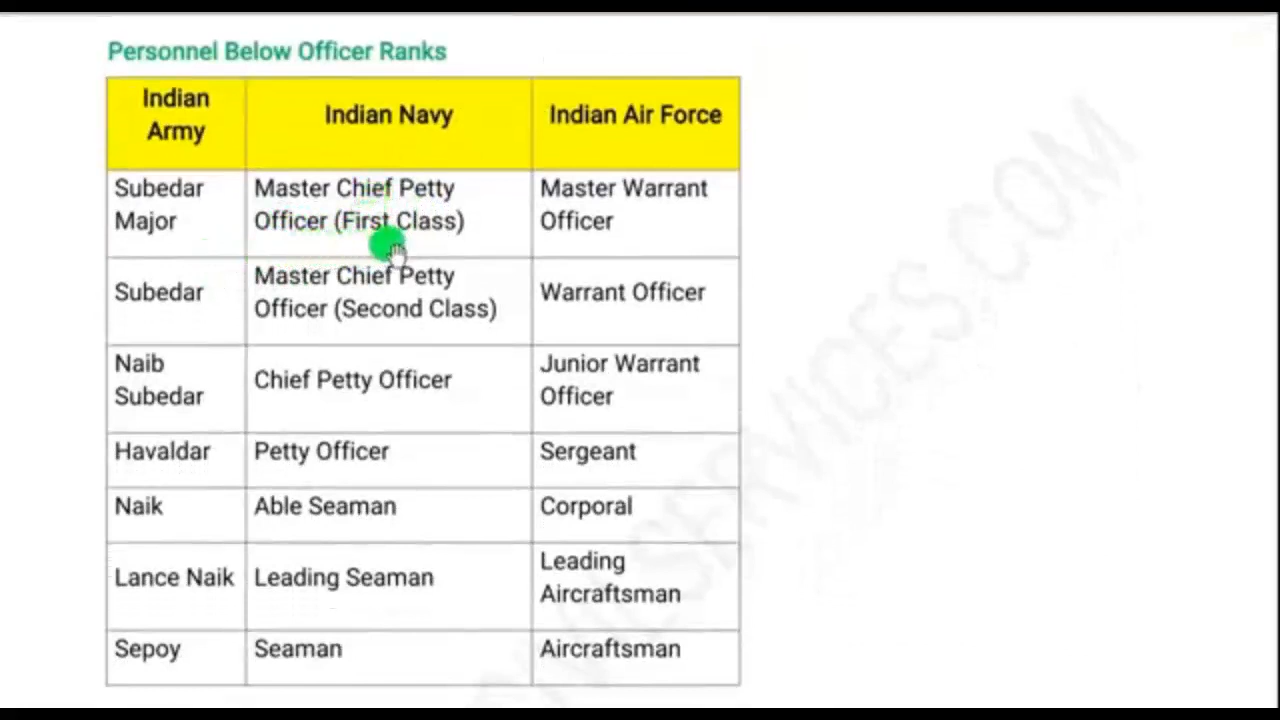 Personnel Below Officer Ranks
Indian
Army
Indian Navy
Indian Air Force
Subedar
Major
Master Chief Petty
Officer (First Class)
Master Warrant
Officer
Subedar
Master Chief Petty
Officer (Second Class)
Warrant Officer
Naib
Subedar
Chief Petty Officer
Junior Warrant
Officer
Havaldar
Petty Officer
Sergeant
Naik
Able Seaman
Corporal
Lance Naik
Leading Seaman
Leading
Aircraftsman
Sepoy
Seaman
Aircraftsman